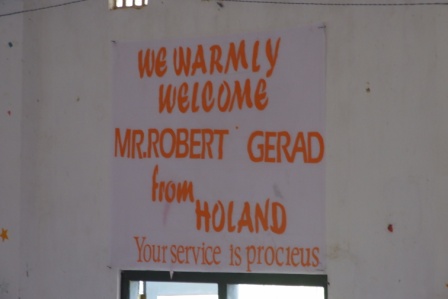 WE WARMLY
WELCOME
MR.ROBERT GERAD
from
HOLAND
Your service is procieus